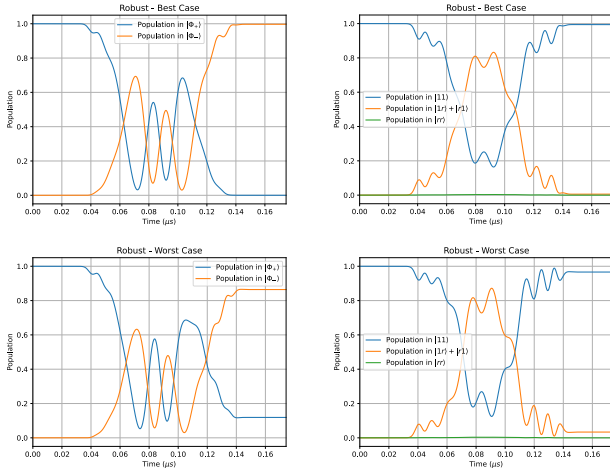 Robust - Best Case
Population in |Φ₊⟩
Population in |Φ₋⟩
1.0
0.8
0.6
0.4
0.2
0.0
Population
0.00 0.02 0.04 0.06 0.08 0.10 0.12 0.14 0.16
Time (μs)
Robust - Best Case
Population in |11⟩
Population in |1r⟩ + |r1⟩
Population in |rr⟩
1.0
0.8
0.6
0.4
0.2
0.0
Population
0.00 0.02 0.04 0.06 0.08 0.10 0.12 0.14 0.16
Time (μs)
Robust - Worst Case
Population in |Φ₊⟩
Population in |Φ₋⟩
1.0
0.8
0.6
0.4
0.2
0.0
Population
0.00 0.02 0.04 0.06 0.08 0.10 0.12 0.14 0.16
Time (μs)
Robust - Worst Case
Population in |11⟩
Population in |1r⟩ + |r1⟩
Population in |rr⟩
1.0
0.8
0.6
0.4
0.2
0.0
Population
0.00 0.02 0.04 0.06 0.08 0.10 0.12 0.14 0.16
Time (μs)